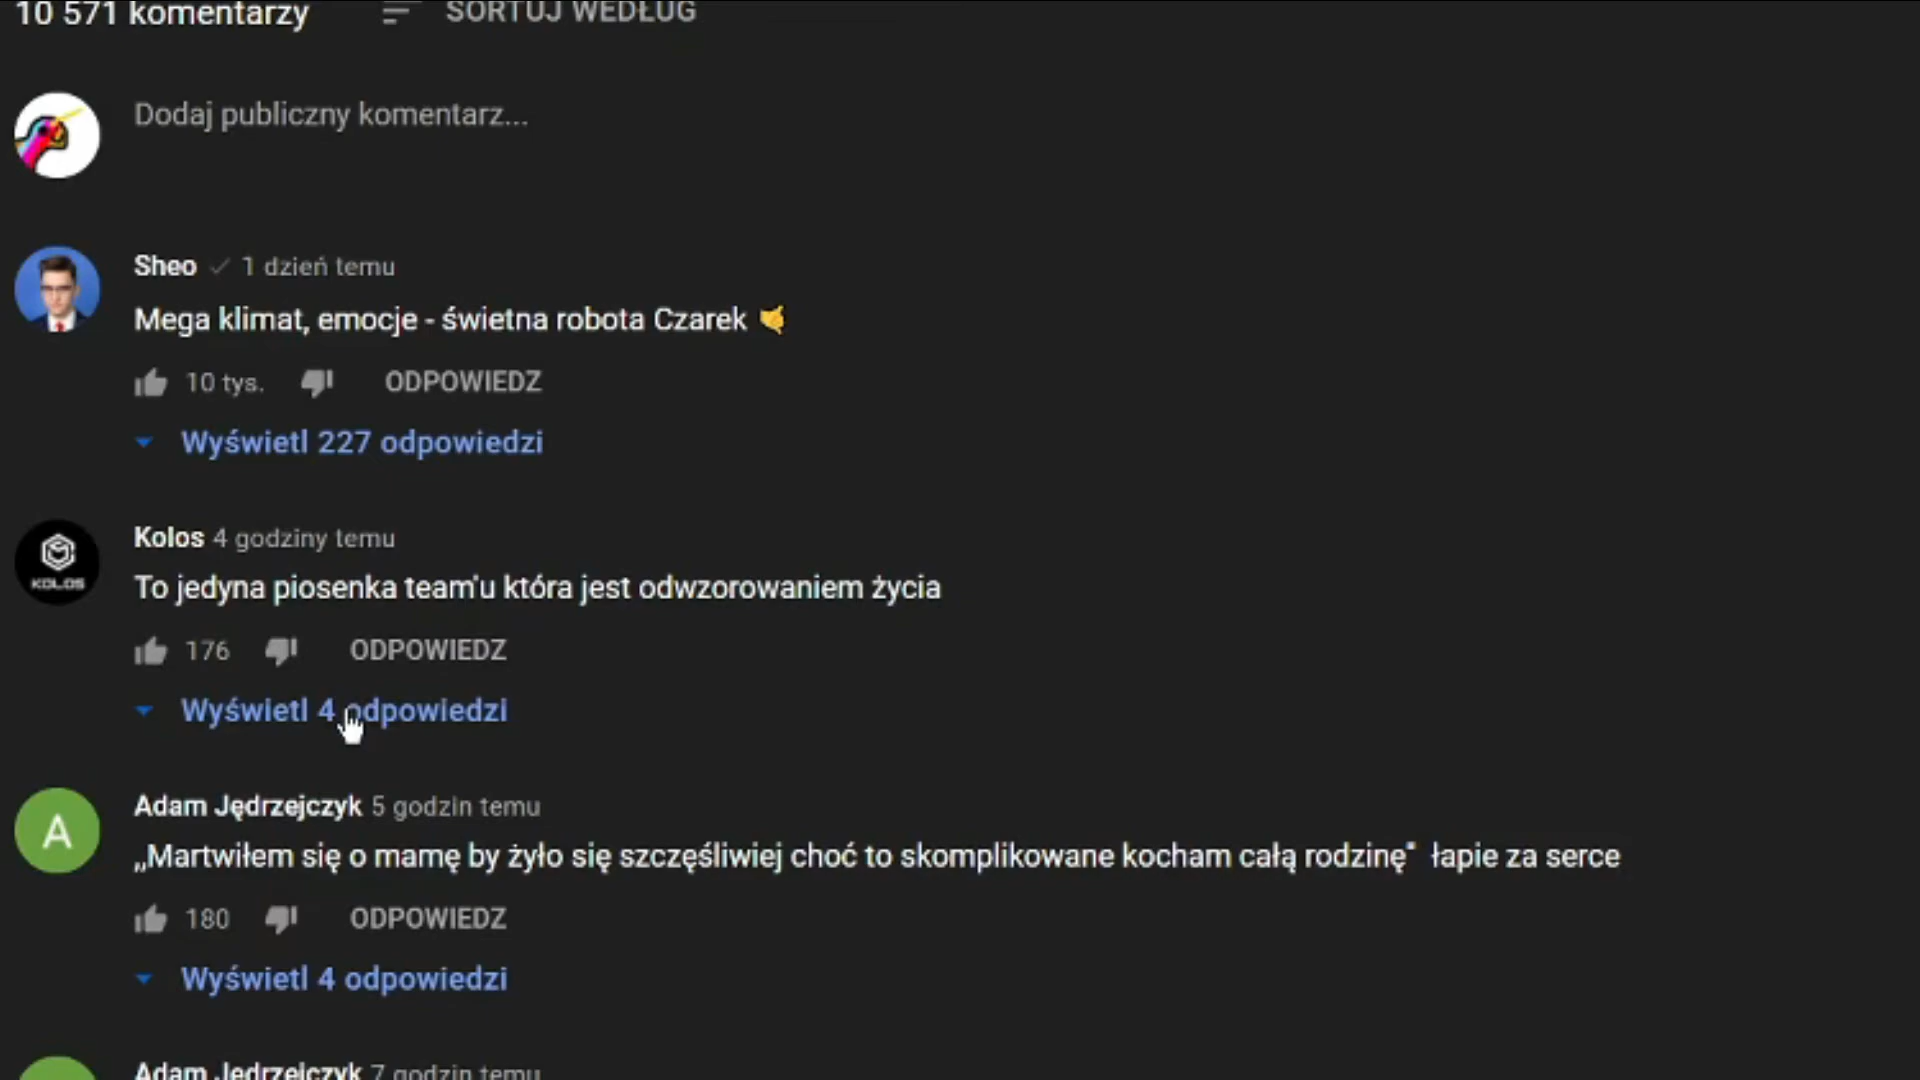 10 571 komentarzy SORTUJ WEDŁUG
Dodaj publiczny komentarz...
Sheo 1 dzień temu
Mega klimat, emocje - świetna robota Czarek
10 tys. ODPOWIEDZ
Wyświetl 227 odpowiedzi
KOLOS
Kolos 4 godziny temu
To jedyna piosenka team'u która jest odwzorowaniem życia
176 ODPOWIEDZ
Wyświetl 4 odpowiedzi
A
Adam Jędrzejczyk 5 godzin temu
„Martwiłem się o mamę by żyło się szczęśliwiej choć to skomplikowane kocham całą rodzinę" łapie za serce
180 ODPOWIEDZ
Wyświetl 4 odpowiedzi
Adam Jędrzejczyk 7 godzin temu